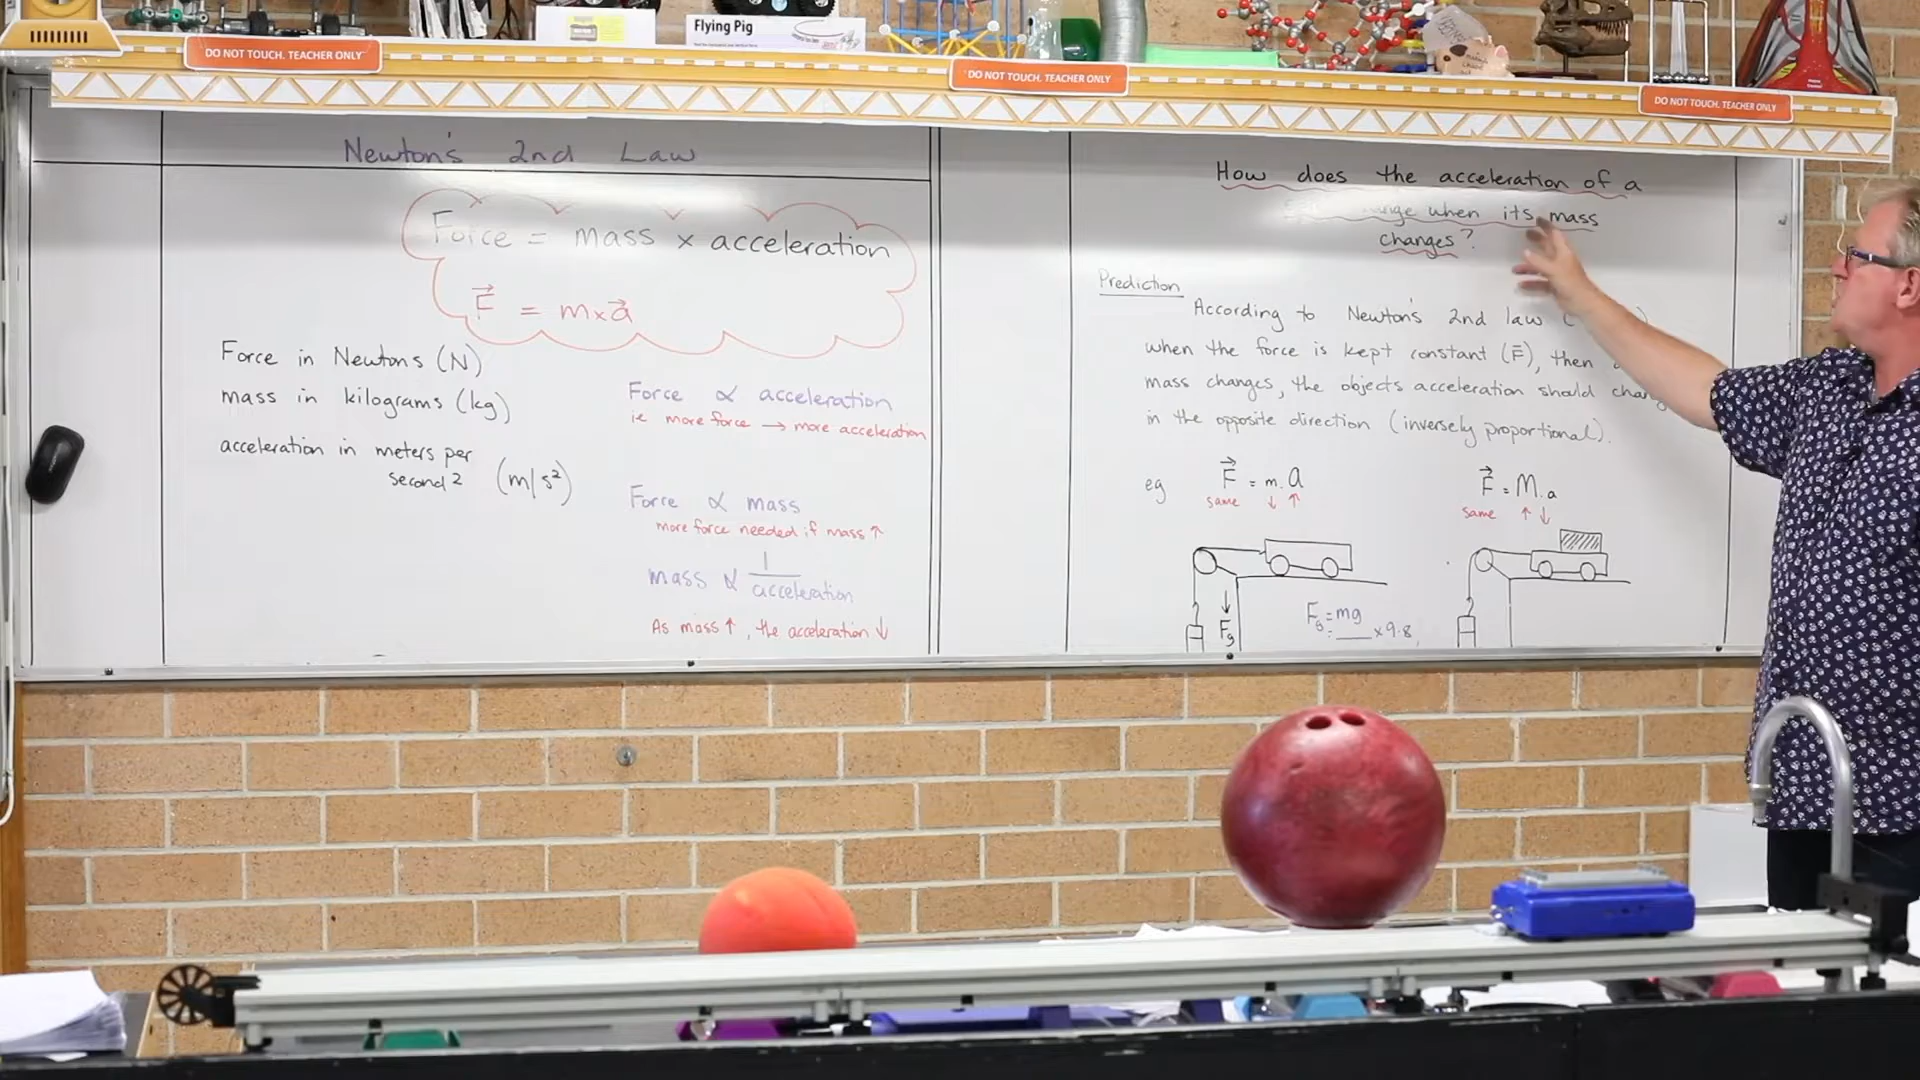 Flying Pig
DO NOT TOUCH. TEACHER ONLY
DO NOT TOUCH. TEACHER ONLY
DO NOT TOUCH. TEACHER ONLY
Newton's 2nd Law
Force = mass x acceleration
F⃗ = m x a⃗
Force in Newtons (N)
mass in kilograms (kg)
acceleration in meters per
second 2 (m/s²)
Force ∝ acceleration
ie more force → more acceleration
Force ∝ mass
more force needed if mass ↑
mass ∝ 1/acceleration
As mass ↑, the acceleration ↓
How does the acceleration of a
when its mass
changes?
Prediction
According to Newton's 2nd law (
when the force is kept constant (F⃗), then
mass changes, the objects acceleration should
in the opposite direction (inversely proportional).
eg F⃗ = m.a
same ↓ ↑
F⃗ = M.a
same ↑ ↓
Fg
Fg = mg
= ___ x 9.8